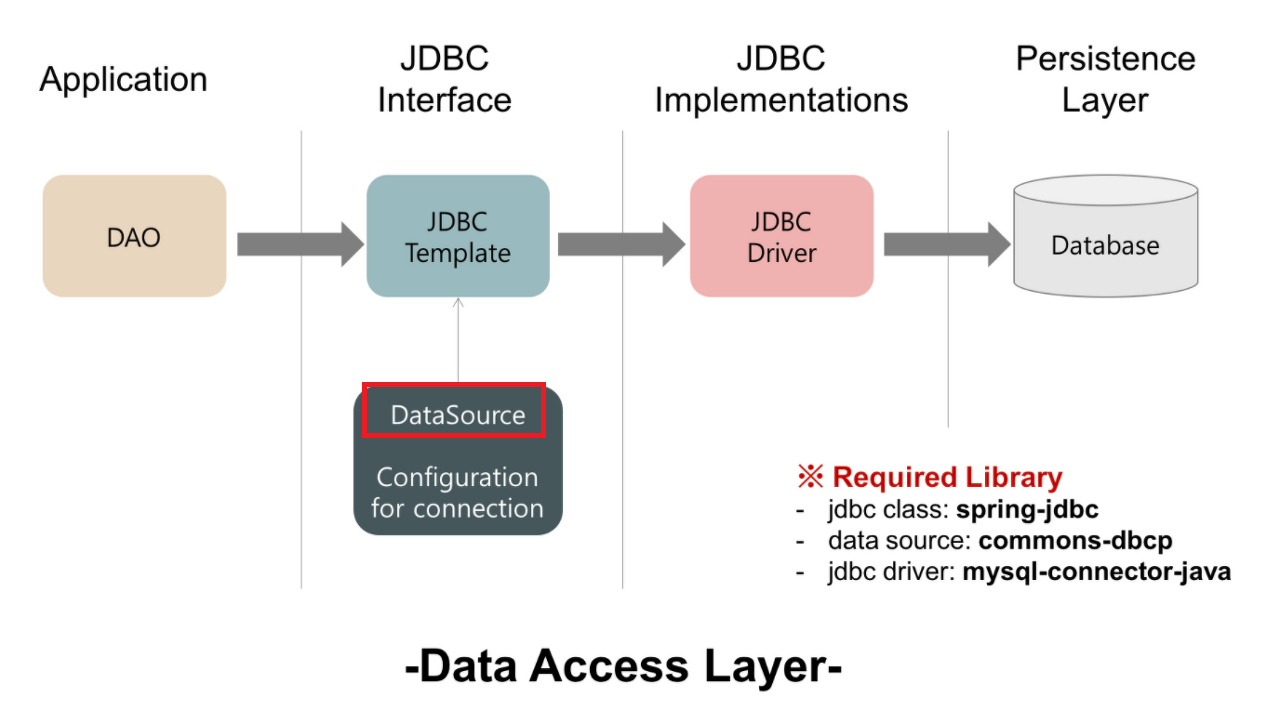 Application
JDBC
Interface
JDBC
Implementations
Persistence
Layer
DAO
JDBC
Template
JDBC
Driver
Database
DataSource
Configuration
for connection
※ Required Library
- jdbc class: spring-jdbc
- data source: commons-dbcp
- jdbc driver: mysql-connector-java
-Data Access Layer-